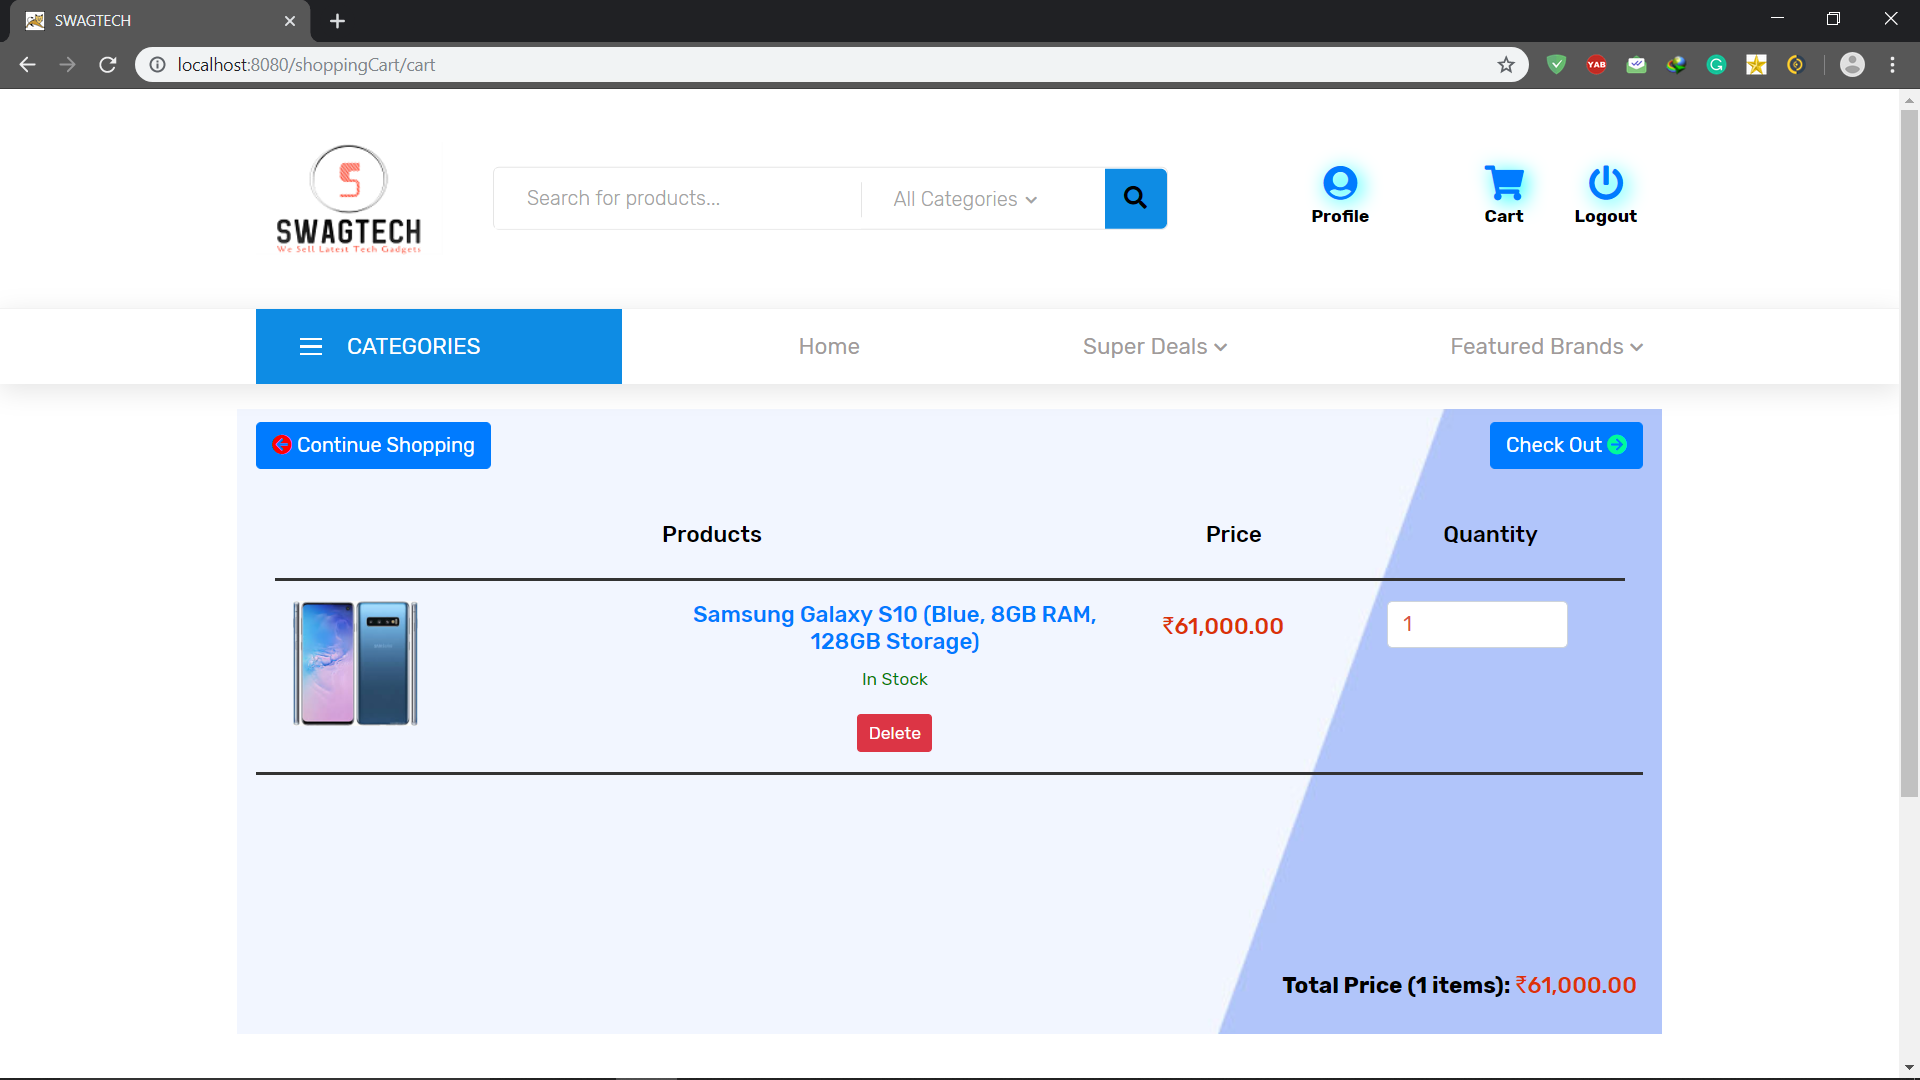 SWAGTECH
localhost:8080/shoppingCart/cart
YAB
S
SWAGTECH
We Sell Latest Tech Gadgets
Search for products...
All Categories
Profile
Cart
Logout
CATEGORIES
Home
Super Deals
Featured Brands
Continue Shopping
Check Out
Products
Price
Quantity
Samsung Galaxy S10 (Blue, 8GB RAM,
128GB Storage)
₹61,000.00
1
In Stock
Delete
Total Price (1 items): ₹61,000.00